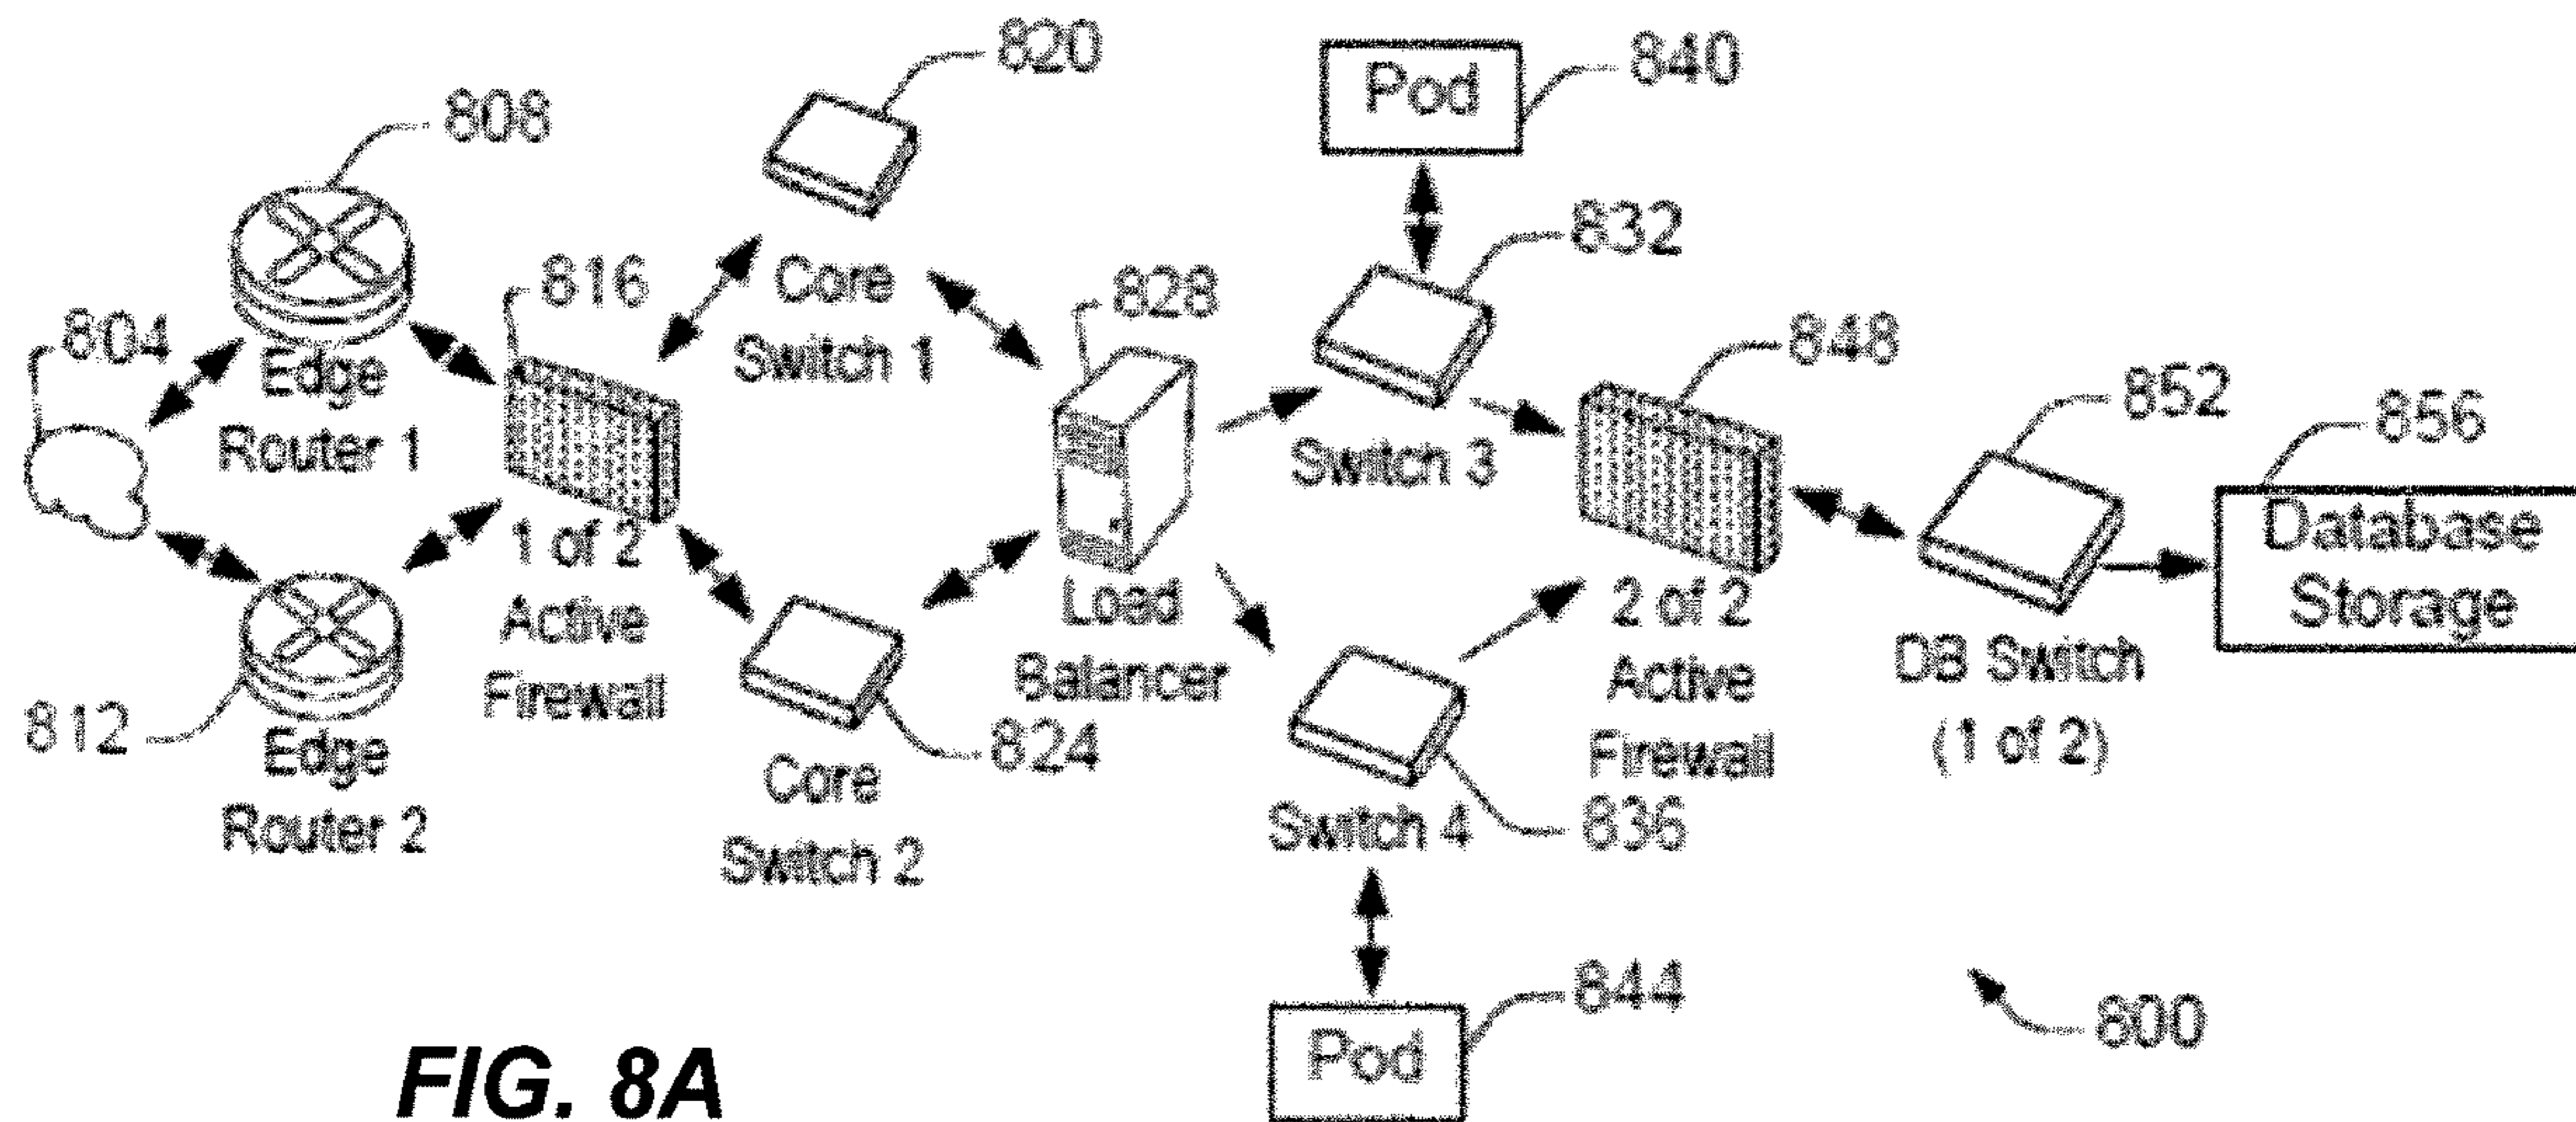 820
840
Pod
808
832
816
Core
Switch 1
828
804
Edge
Router 1
848
852
856
Switch 3
Database
Storage
1 of 2
Active
Firewall
Load
Balancer
2 of 2
Active
Firewall
DB Switch
(1 of 2)
812
Edge
Router 2
824
Core
Switch 2
Switch 4
836
844
Pod
800
FIG. 8A